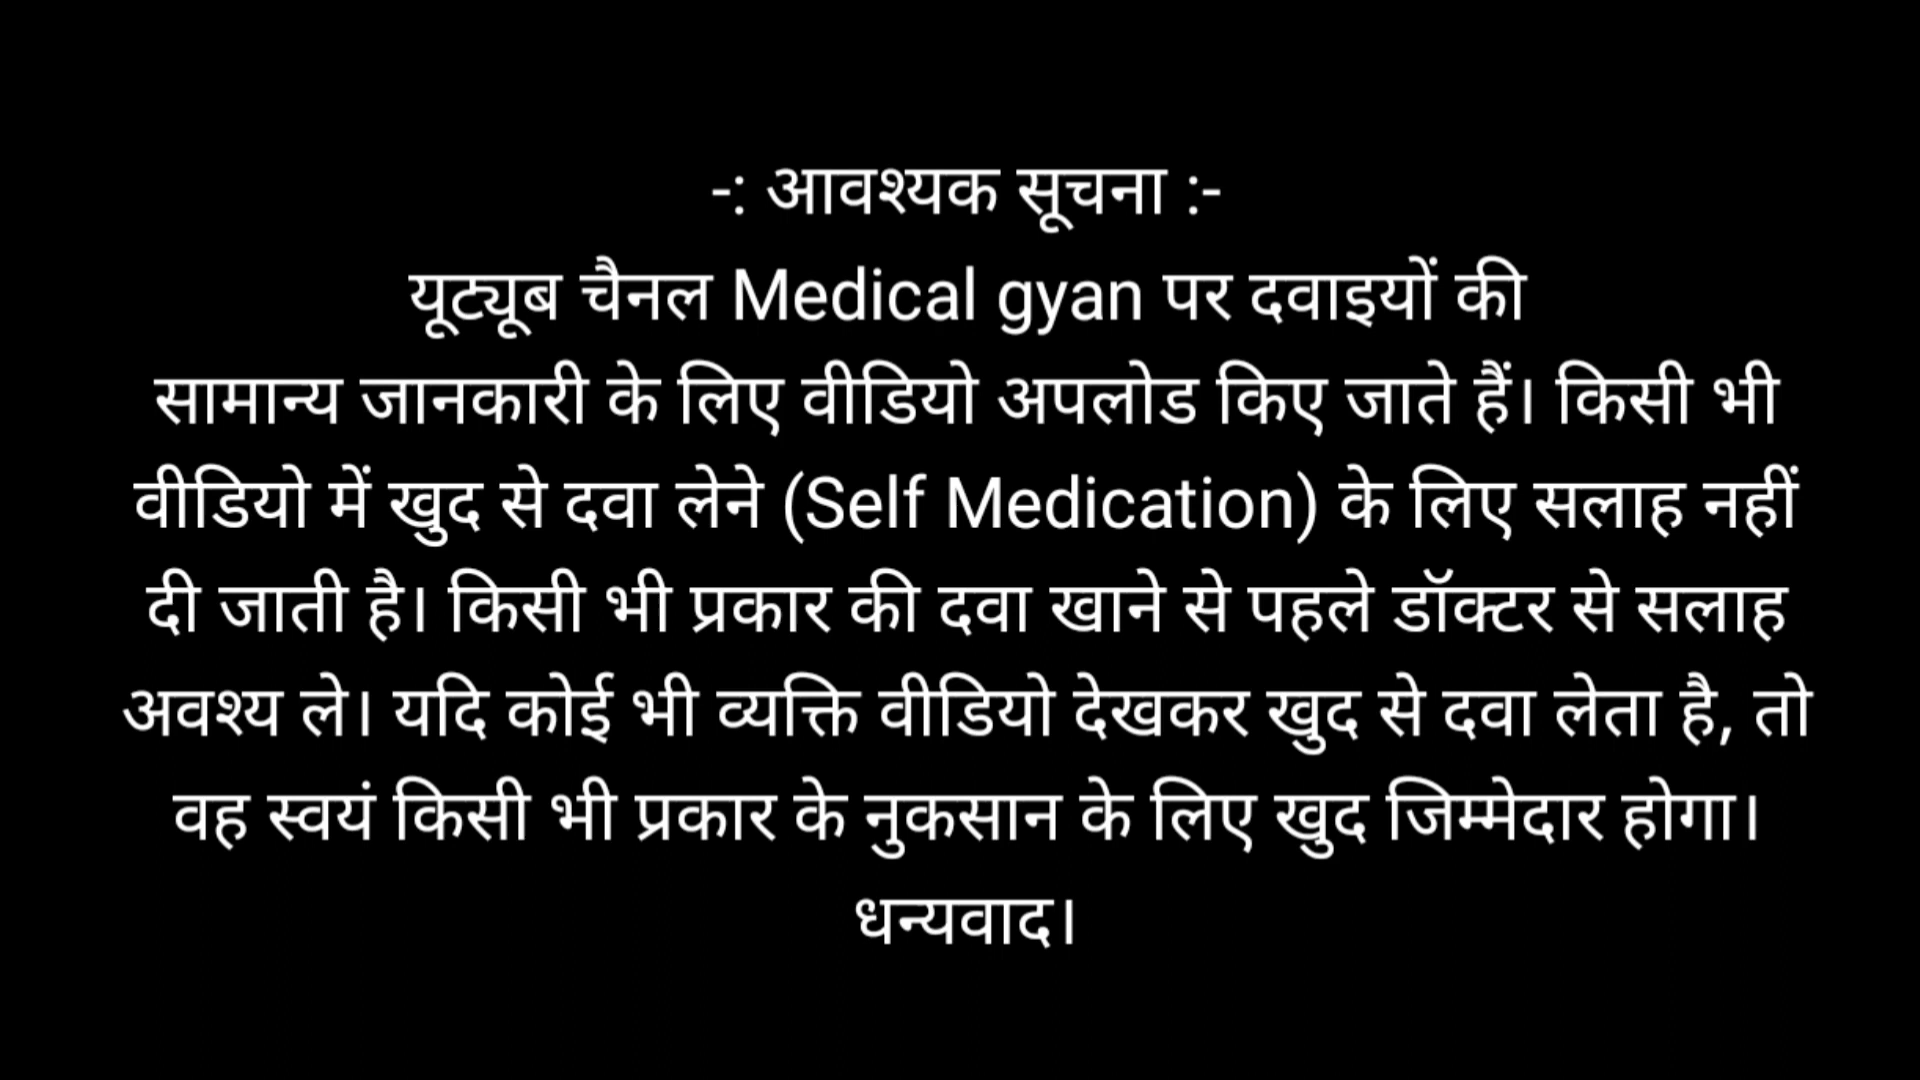 -: आवश्यक सूचना :-
यूट्यूब चैनल Medical gyan पर दवाइयों की
सामान्य जानकारी के लिए वीडियो अपलोड किए जाते हैं। किसी भी
वीडियो में खुद से दवा लेने (Self Medication) के लिए सलाह नहीं
दी जाती है। किसी भी प्रकार की दवा खाने से पहले डॉक्टर से सलाह
अवश्य ले। यदि कोई भी व्यक्ति वीडियो देखकर खुद से दवा लेता है, तो
वह स्वयं किसी भी प्रकार के नुकसान के लिए खुद जिम्मेदार होगा।
धन्यवाद।